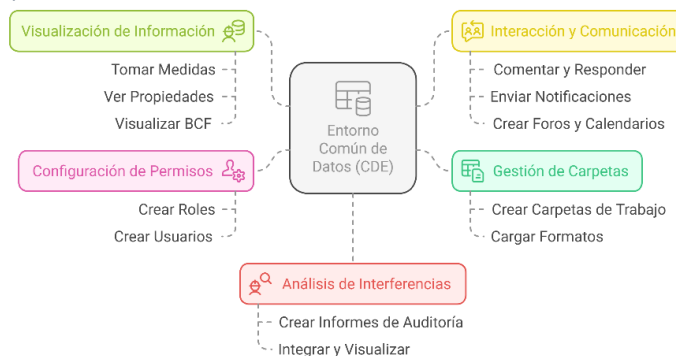 Visualización de Información
Tomar Medidas
Ver Propiedades
Visualizar BCF
Interacción y Comunicación
Comentar y Responder
Enviar Notificaciones
Crear Foros y Calendarios
Entorno
Común de
Datos (CDE)
Configuración de Permisos
Crear Roles
Crear Usuarios
Gestión de Carpetas
Crear Carpetas de Trabajo
Cargar Formatos
Análisis de Interferencias
Crear Informes de Auditoría
Integrar y Visualizar